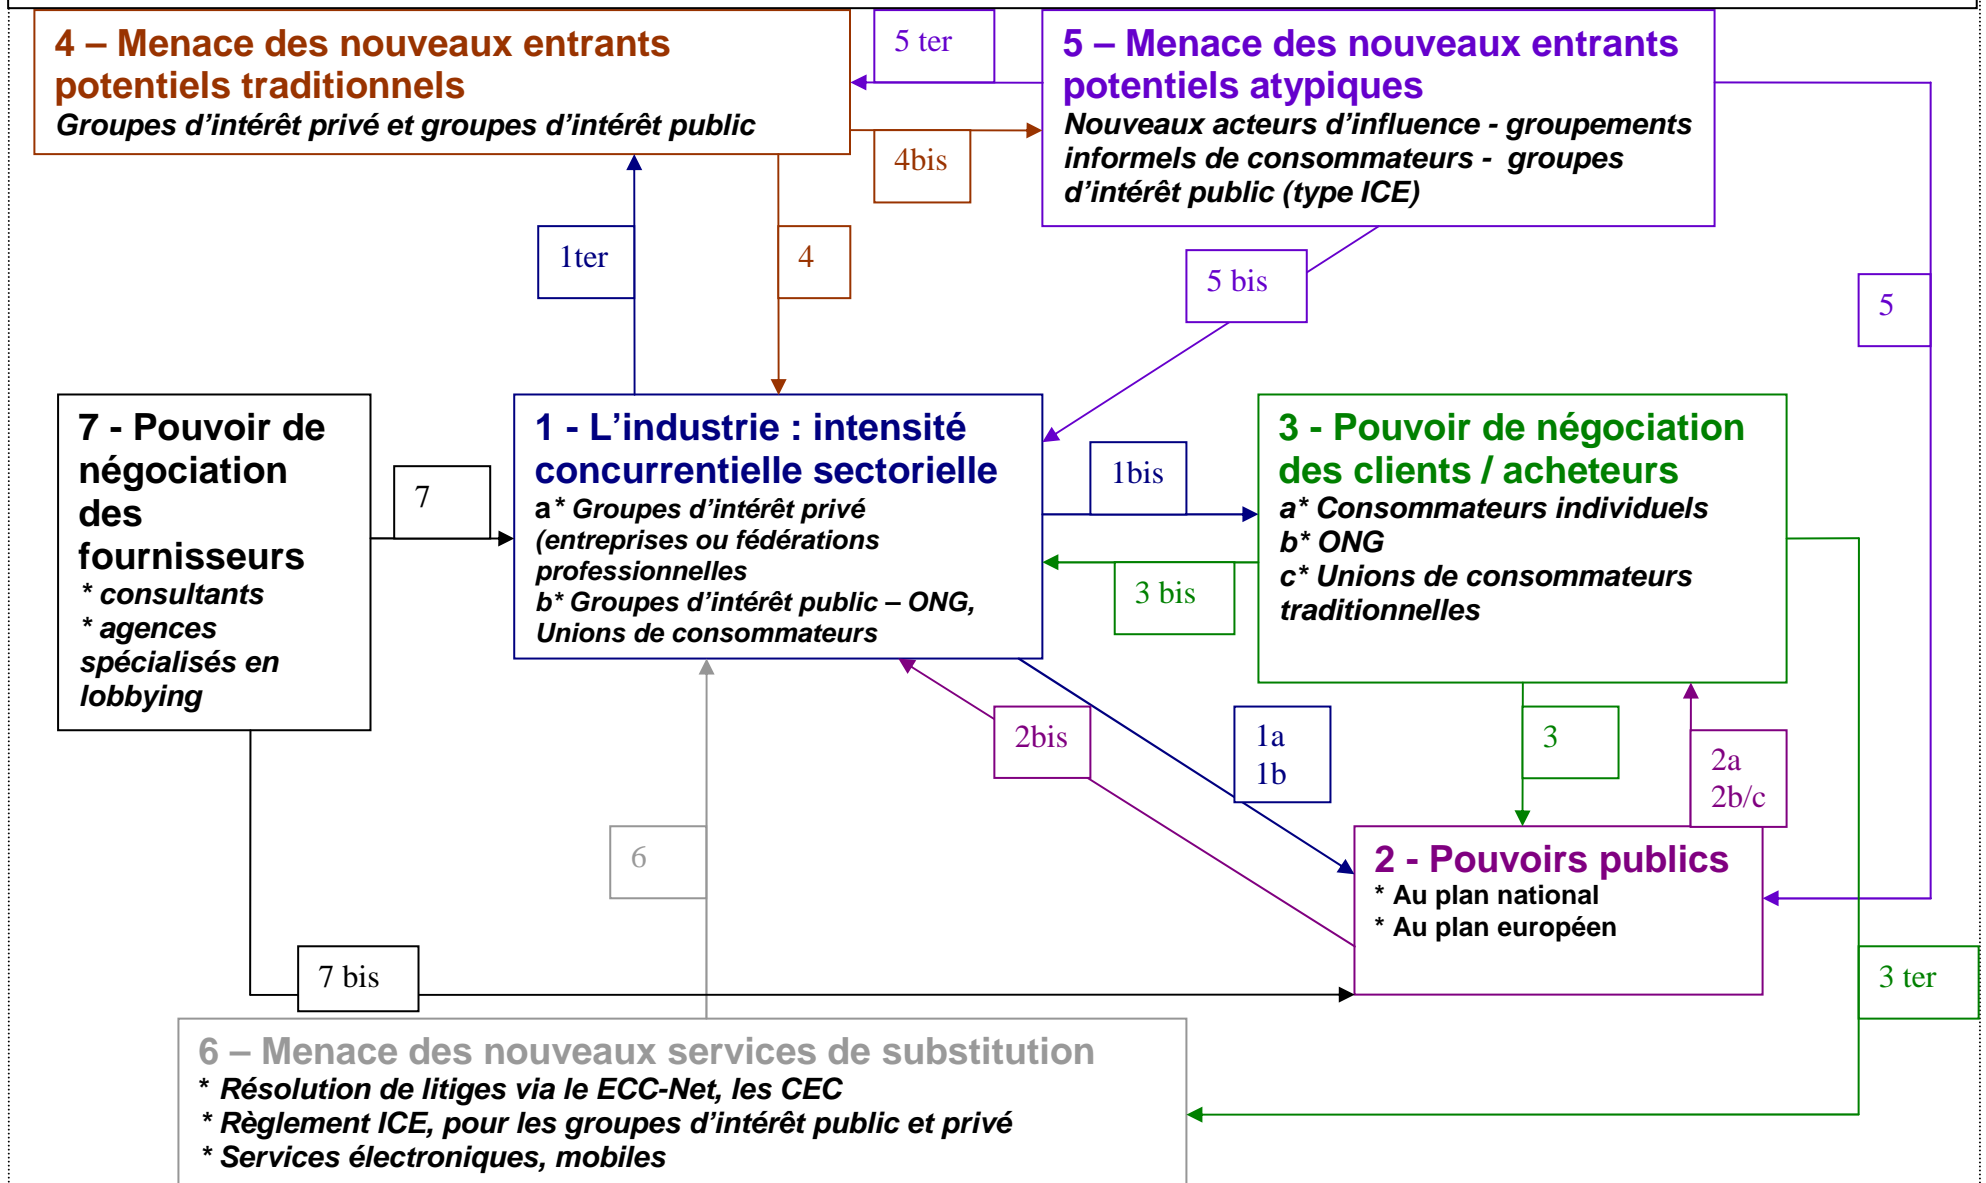 4 – Menace des nouveaux entrants
potentiels traditionnels
Groupes d'intérêt privé et groupes d'intérêt public
5 ter
4bis
5 – Menace des nouveaux entrants
potentiels atypiques
Nouveaux acteurs d'influence - groupements
informels de consommateurs -  groupes
d'intérêt public (type ICE)
1ter
4
5 bis
5
7 - Pouvoir de
négociation
des
fournisseurs
* consultants
* agences
spécialisés en
lobbying
7
1 - L'industrie : intensité
concurrentielle sectorielle
a* Groupes d'intérêt privé
(entreprises ou fédérations
professionnelles
b* Groupes d'intérêt public – ONG,
Unions de consommateurs
1bis
3 bis
3 - Pouvoir de négociation
des clients / acheteurs
a* Consommateurs individuels
b* ONG
c* Unions de consommateurs
traditionnelles
2bis
1a
1b
3
2a
2b/c
6
2 - Pouvoirs publics
* Au plan national
* Au plan européen
7 bis
3 ter
6 – Menace des nouveaux services de substitution
* Résolution de litiges via le ECC-Net, les CEC
* Règlement ICE, pour les groupes d'intérêt public et privé
* Services électroniques, mobiles